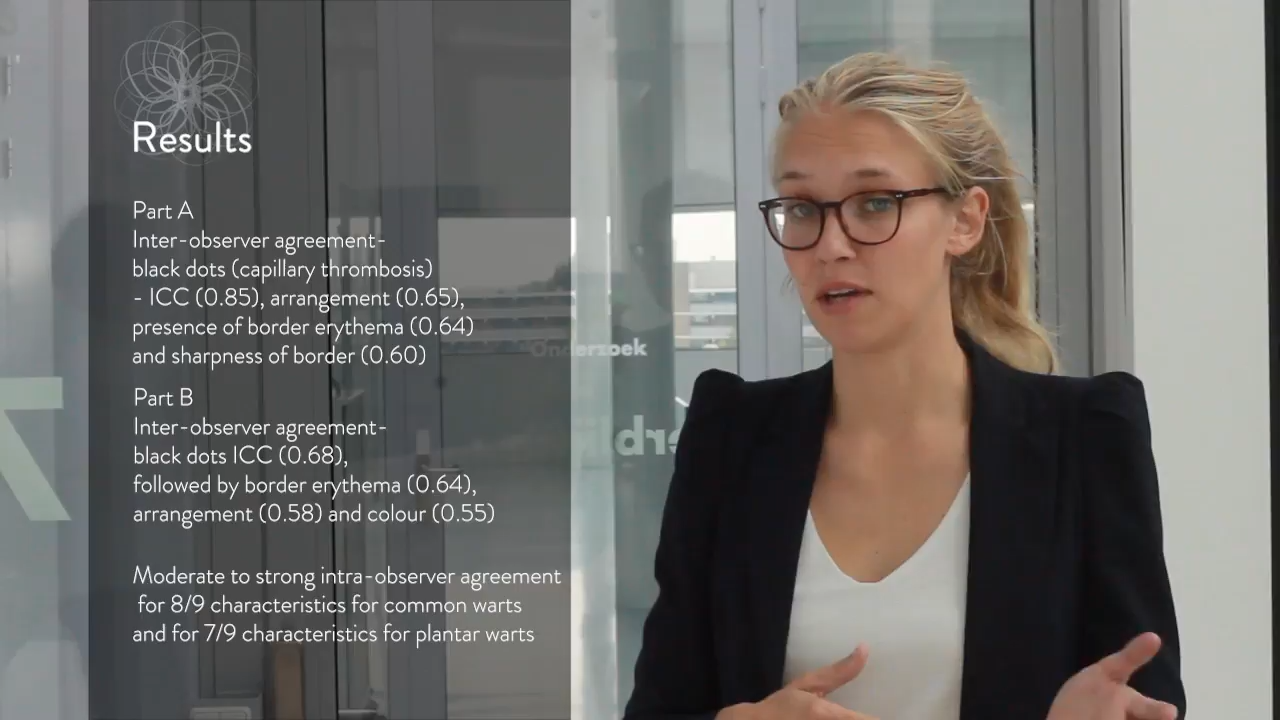 Results
Part A
Inter-observer agreement-
black dots (capillary thrombosis)
- ICC (0.85), arrangement (0.65),
presence of border erythema (0.64)
and sharpness of border (0.60)
Part B
Inter-observer agreement-
black dots ICC (0.68),
followed by border erythema (0.64),
arrangement (0.58) and colour (0.55)
Moderate to strong intra-observer agreement
for 8/9 characteristics for common warts
and for 7/9 characteristics for plantar warts
Onderzoek